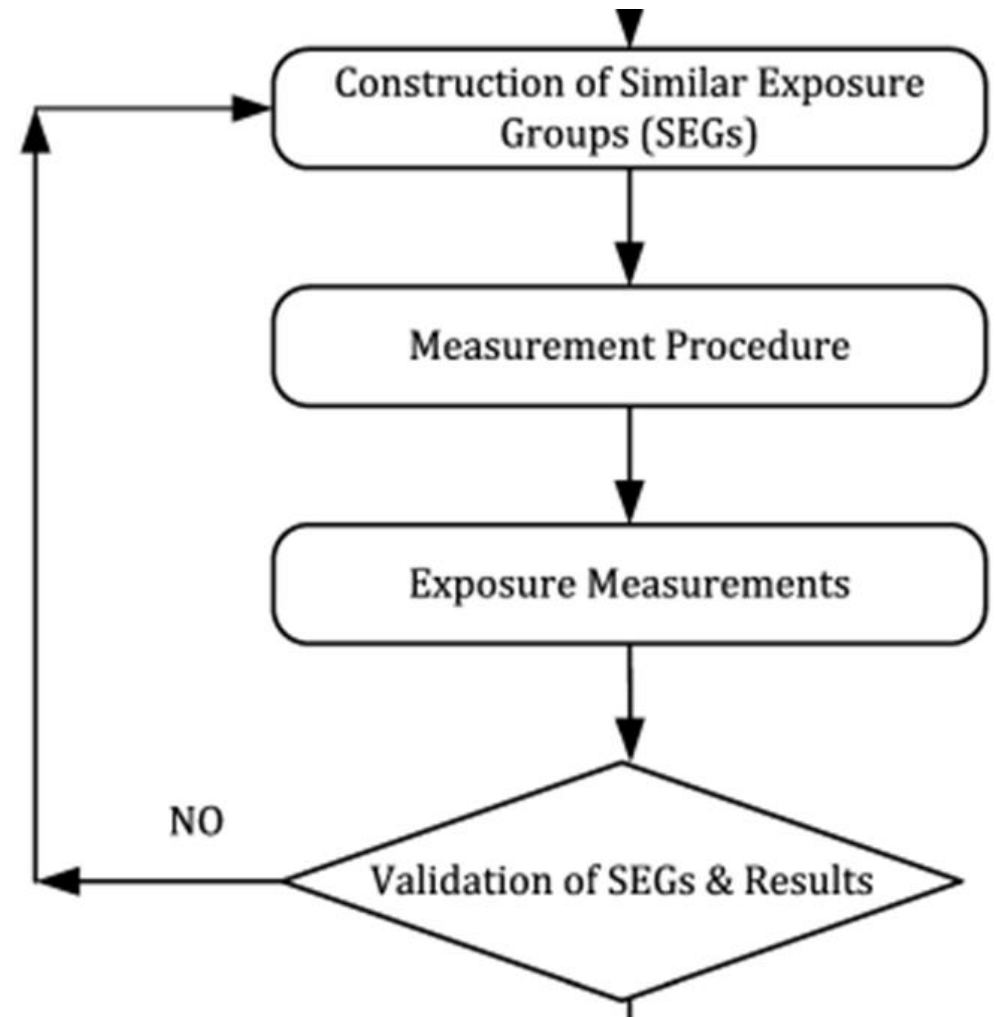 Construction of Similar Exposure
Groups (SEGs)
Measurement Procedure
Exposure Measurements
NO
Validation of SEGs & Results